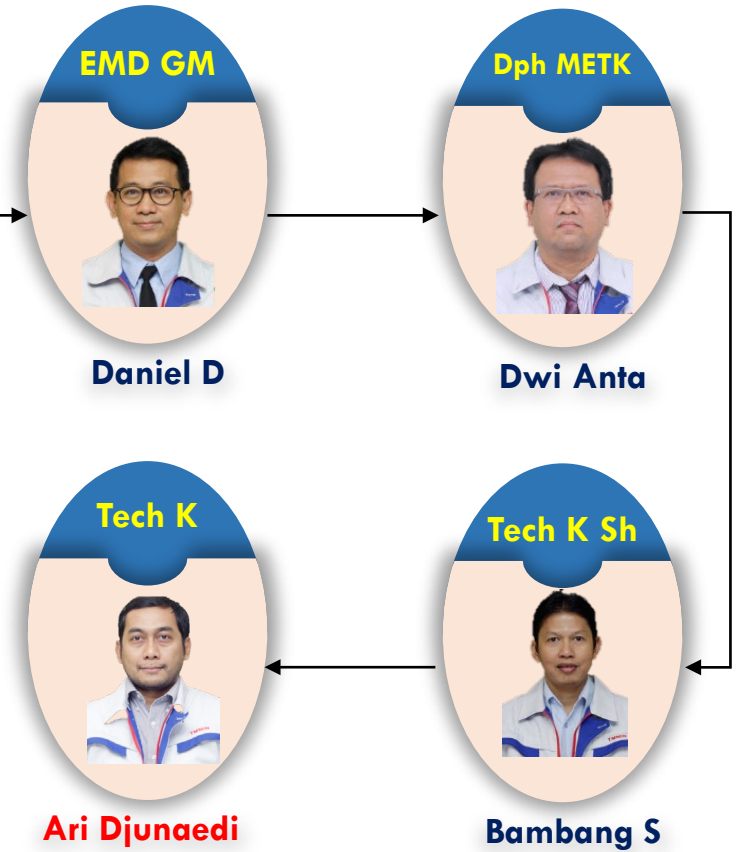 EMD GM
Dph METK
Daniel D
Dwi Anta
Tech K
Tech K Sh
Ari Djunaedi
Bambang S